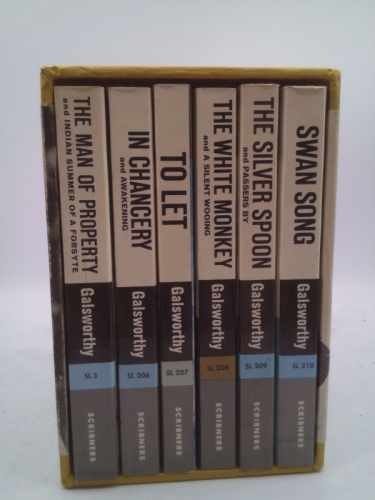 THE MAN OF PROPERTY
and INDIAN SUMMER OF A FORSYTE
Galsworthy
SL 3
SCRIBNERS
IN CHANCERY
and AWAKENING
Galsworthy
SL 206
SCRIBNERS
TO LET
Galsworthy
SL 207
SCRIBNERS
THE WHITE MONKEY
and A SILENT WOOING
Galsworthy
SL 208
SCRIBNERS
THE SILVER SPOON
and PASSERS BY
Galsworthy
SL 209
SCRIBNERS
SWAN SONG
Galsworthy
SL 210
SCRIBNERS